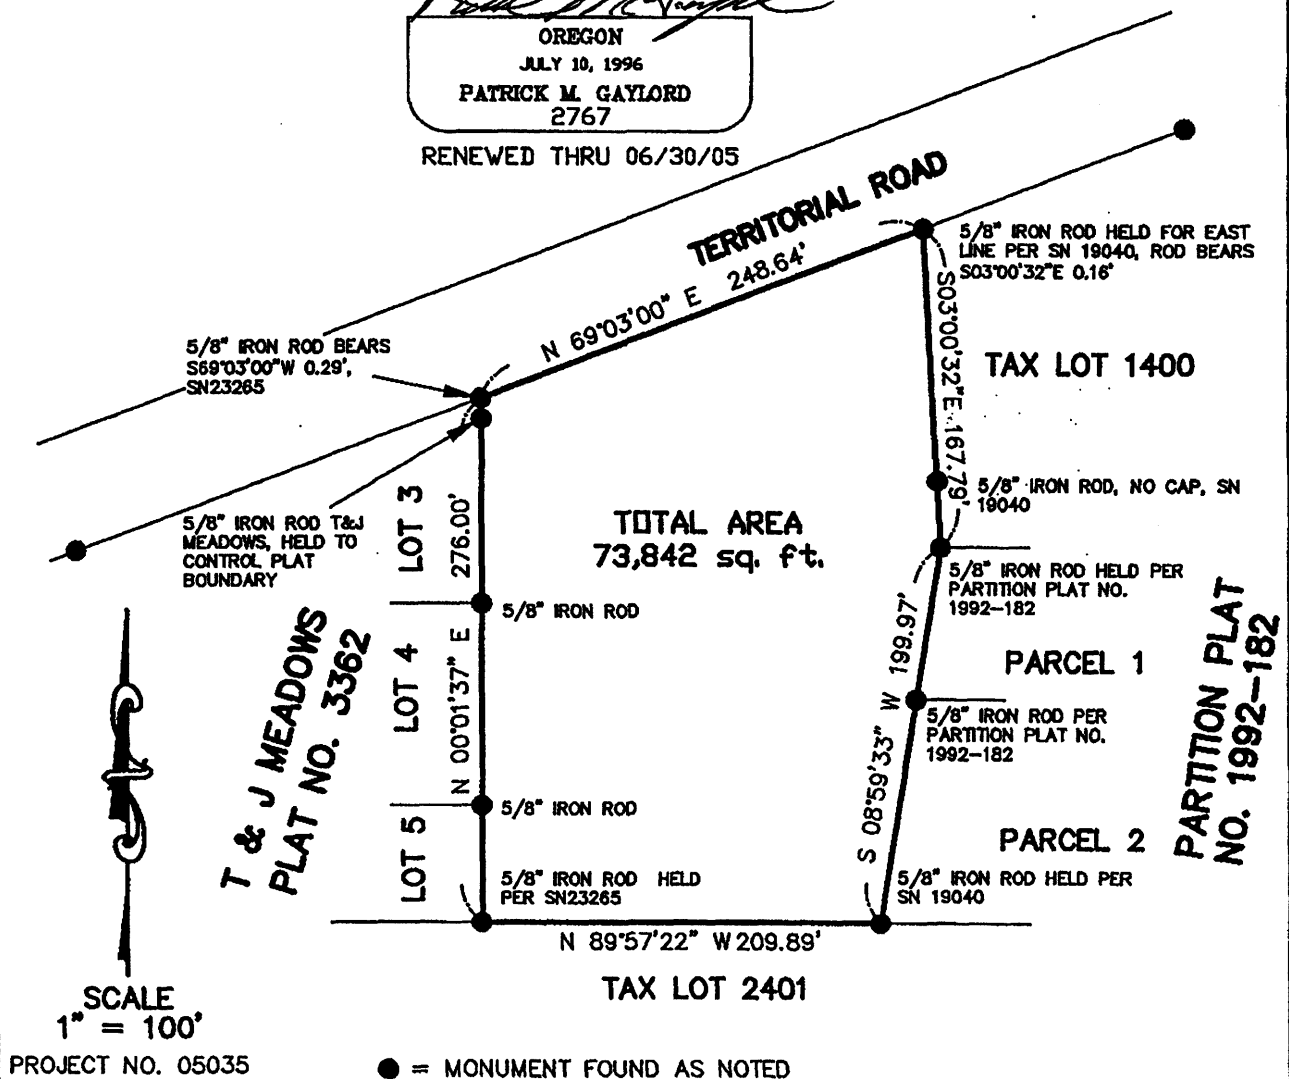 OREGON
JULY 10, 1996
PATRICK M. GAYLORD
2767
RENEWED THRU 06/30/05
TERRITORIAL ROAD
N 69°03'00" E 248.64'
5/8" IRON ROD HELD FOR EAST
LINE PER SN 19040, ROD BEARS
S03°00'32"E 0.16'
5/8" IRON ROD BEARS
S69°03'00"W 0.29',
SN23265
S03°00'32"E 167.79'
TAX LOT 1400
5/8" IRON ROD, NO CAP, SN
19040
5/8" IRON ROD T&J
MEADOWS, HELD TO
CONTROL PLAT
BOUNDARY
LOT 3
276.00'
TOTAL AREA
73,842 sq. ft.
5/8" IRON ROD HELD PER
PARTITION PLAT NO.
1992-182
5/8" IRON ROD
T & J MEADOWS
PLAT NO. 3362
LOT 4
N 00°01'37" E
S 08°59'33" W 199.97'
PARCEL 1
PARTITION PLAT
NO. 1992-182
5/8" IRON ROD PER
PARTITION PLAT NO.
1992-182
5/8" IRON ROD
LOT 5
PARCEL 2
5/8" IRON ROD HELD
PER SN23265
5/8" IRON ROD HELD PER
SN 19040
N 89°57'22" W 209.89'
TAX LOT 2401
SCALE
1" = 100'
PROJECT NO. 05035
= MONUMENT FOUND AS NOTED